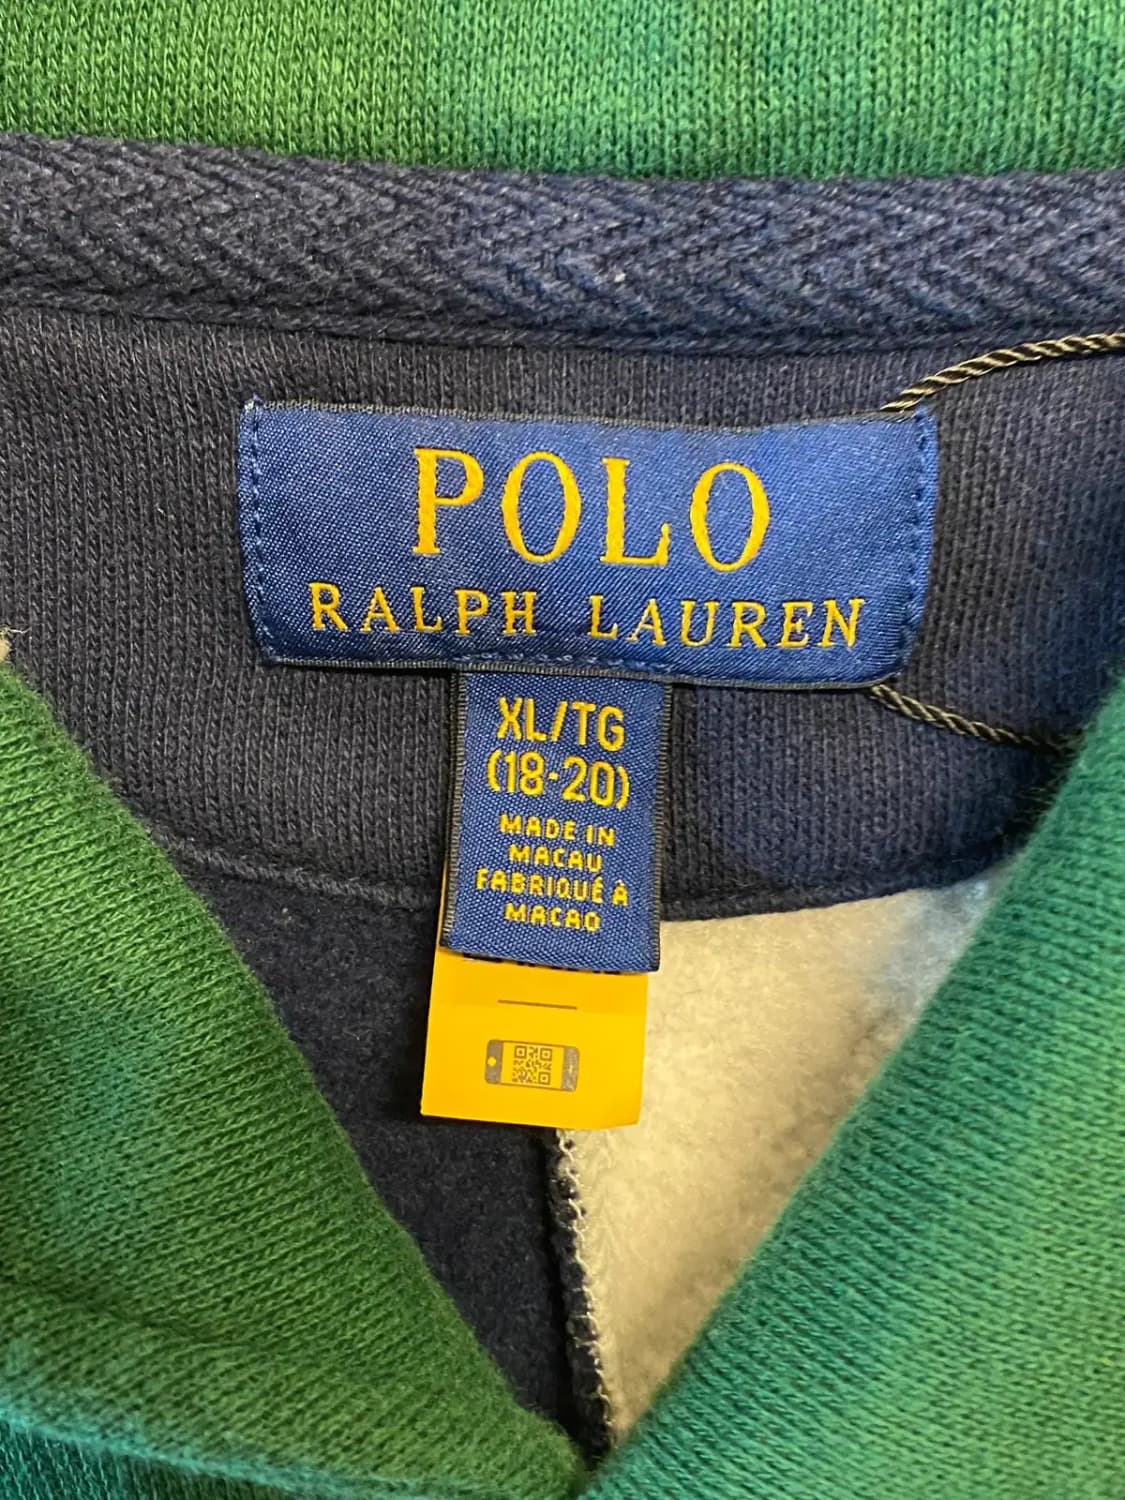 POLO
RALPH LAUREN
XL/TG
(18-20)
MADE IN
MACAU
FABRIQUÉ À
MACAO